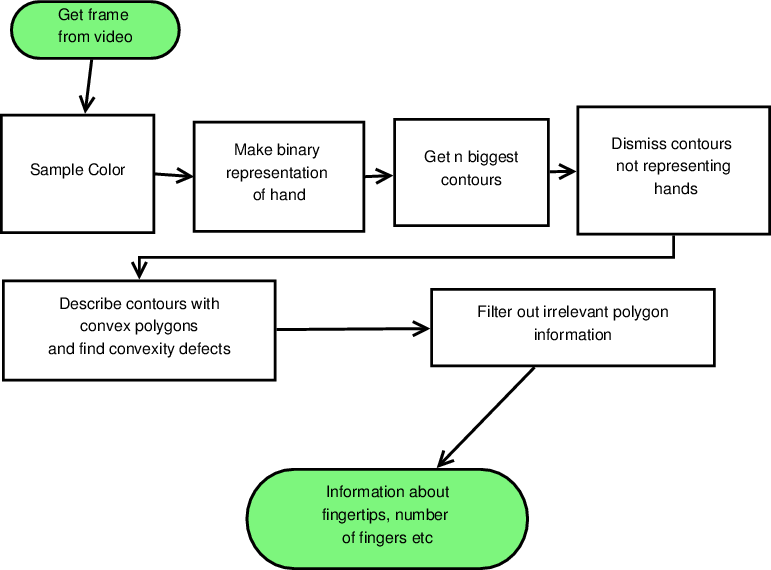 Get frame
from video
Sample Color
Make binary
representation
of hand
Get n biggest
contours
Dismiss contours
not representing
hands
Describe contours with
convex polygons
and find convexity defects
Filter out irrelevant polygon
information
Information about
fingertips, number
of fingers etc